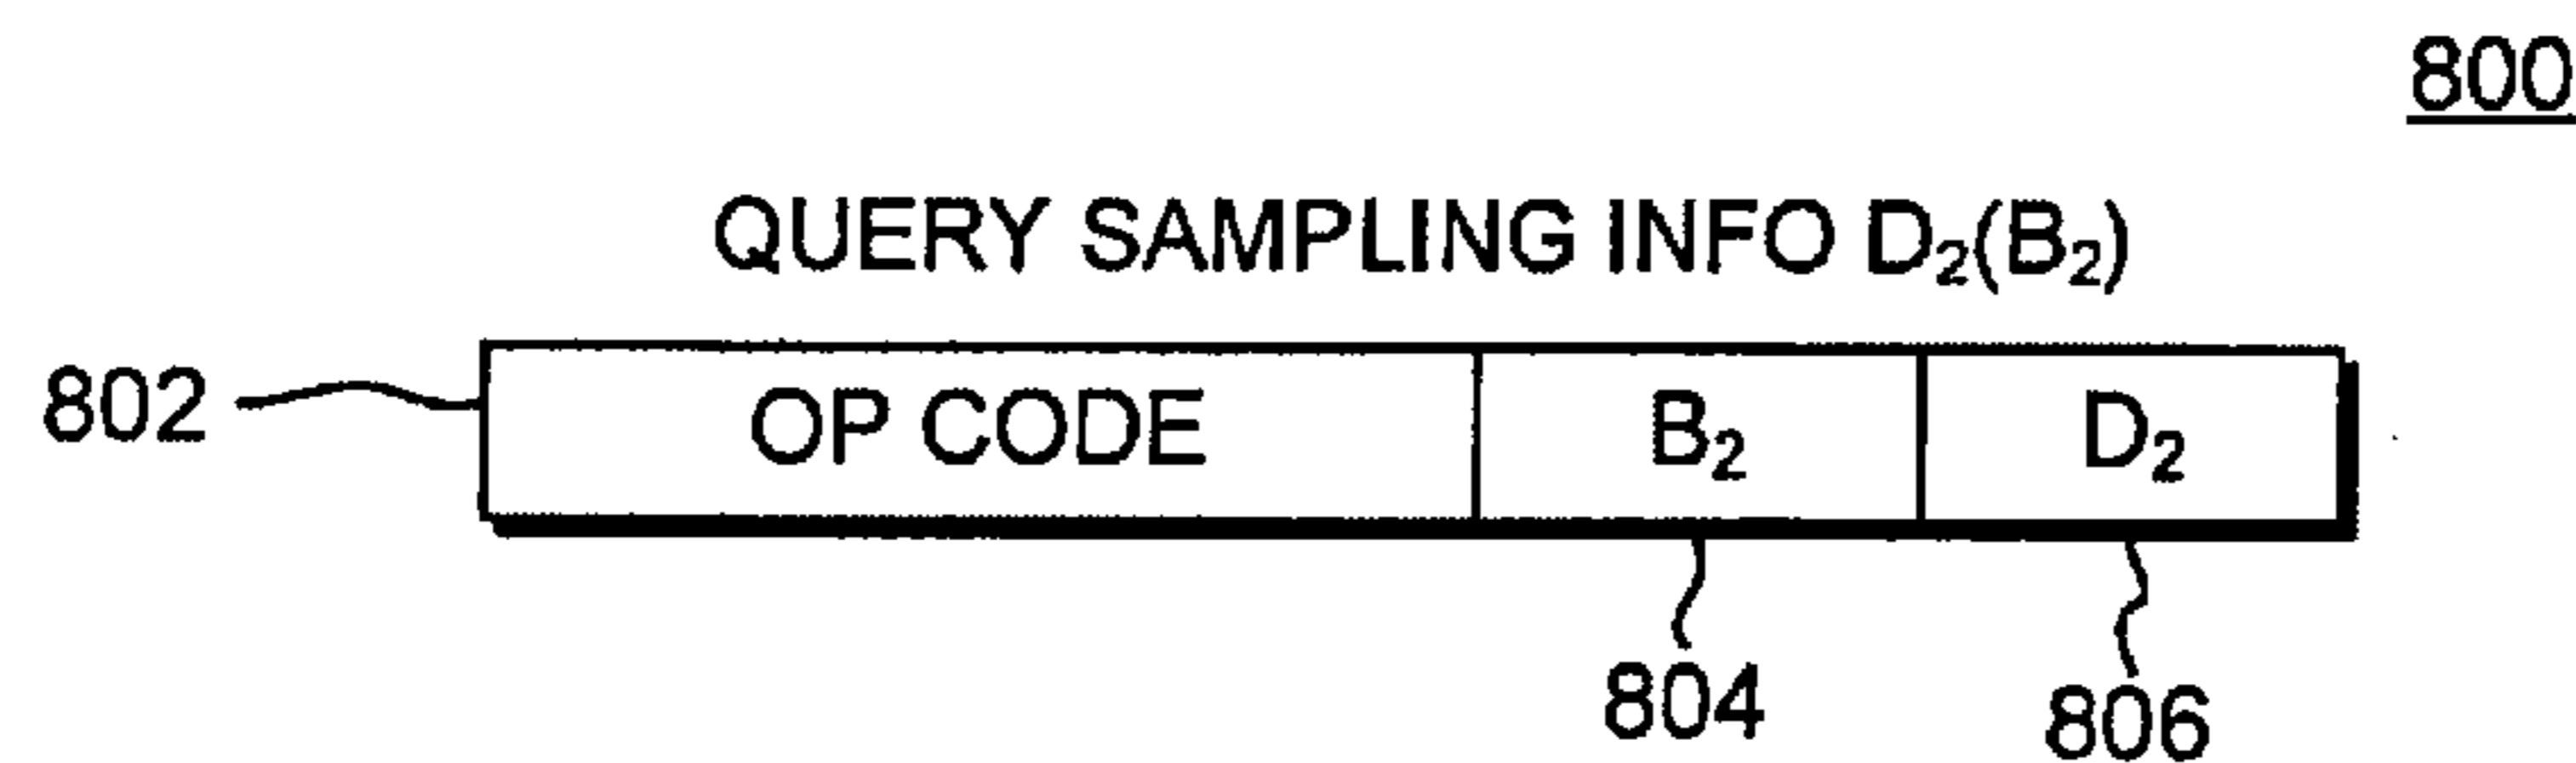 800
QUERY SAMPLING INFO D₂(B₂)
802 OP CODE B₂ D₂
804
806